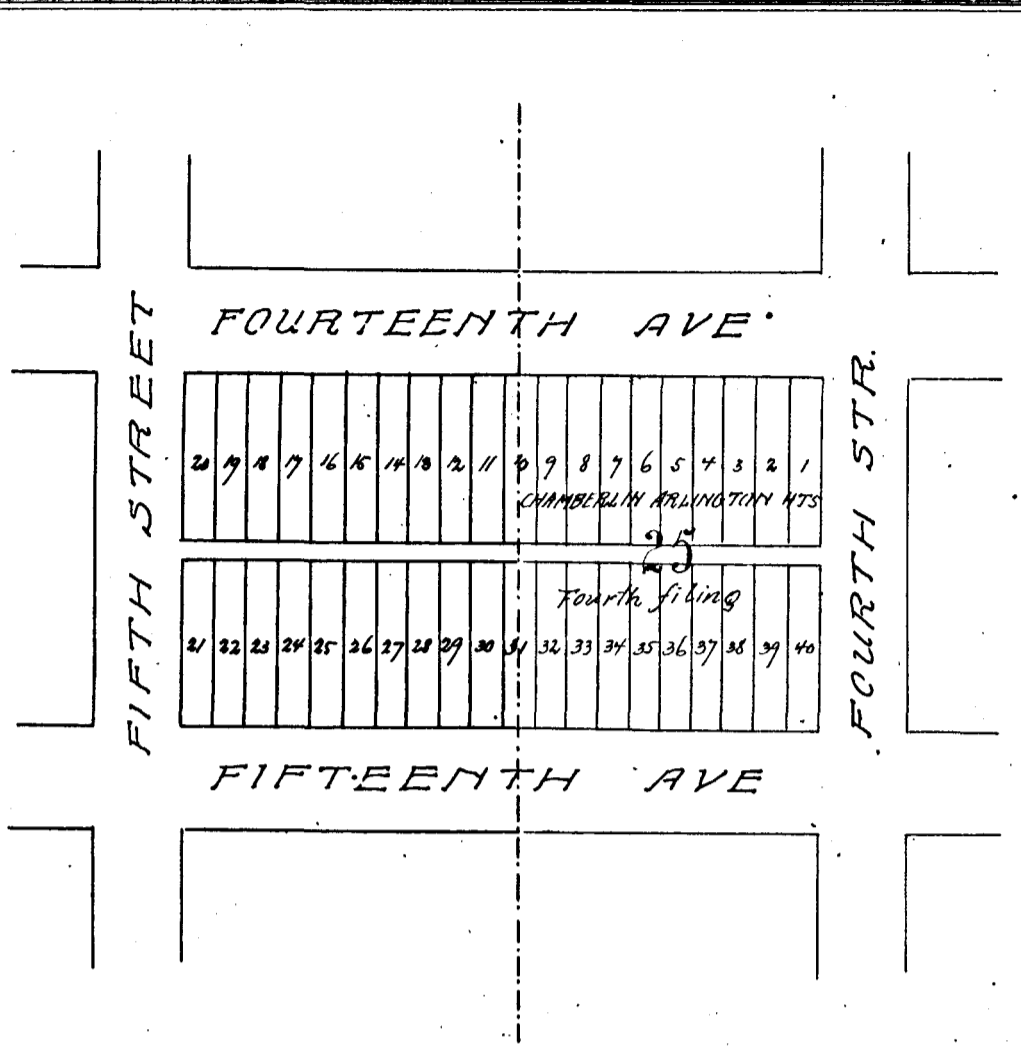 FOURTEENTH AVE.
FIFTH STREET
FOURTH STR.
20 19 18 17 16 15 14 13 12 11 10 9 8 7 6 5 4 3 2 1
CHAMBERLIN ARLINGTON HTS
25
Fourth filing
21 22 23 24 25 26 27 28 29 30 31 32 33 34 35 36 37 38 39 40
FIFTEENTH AVE